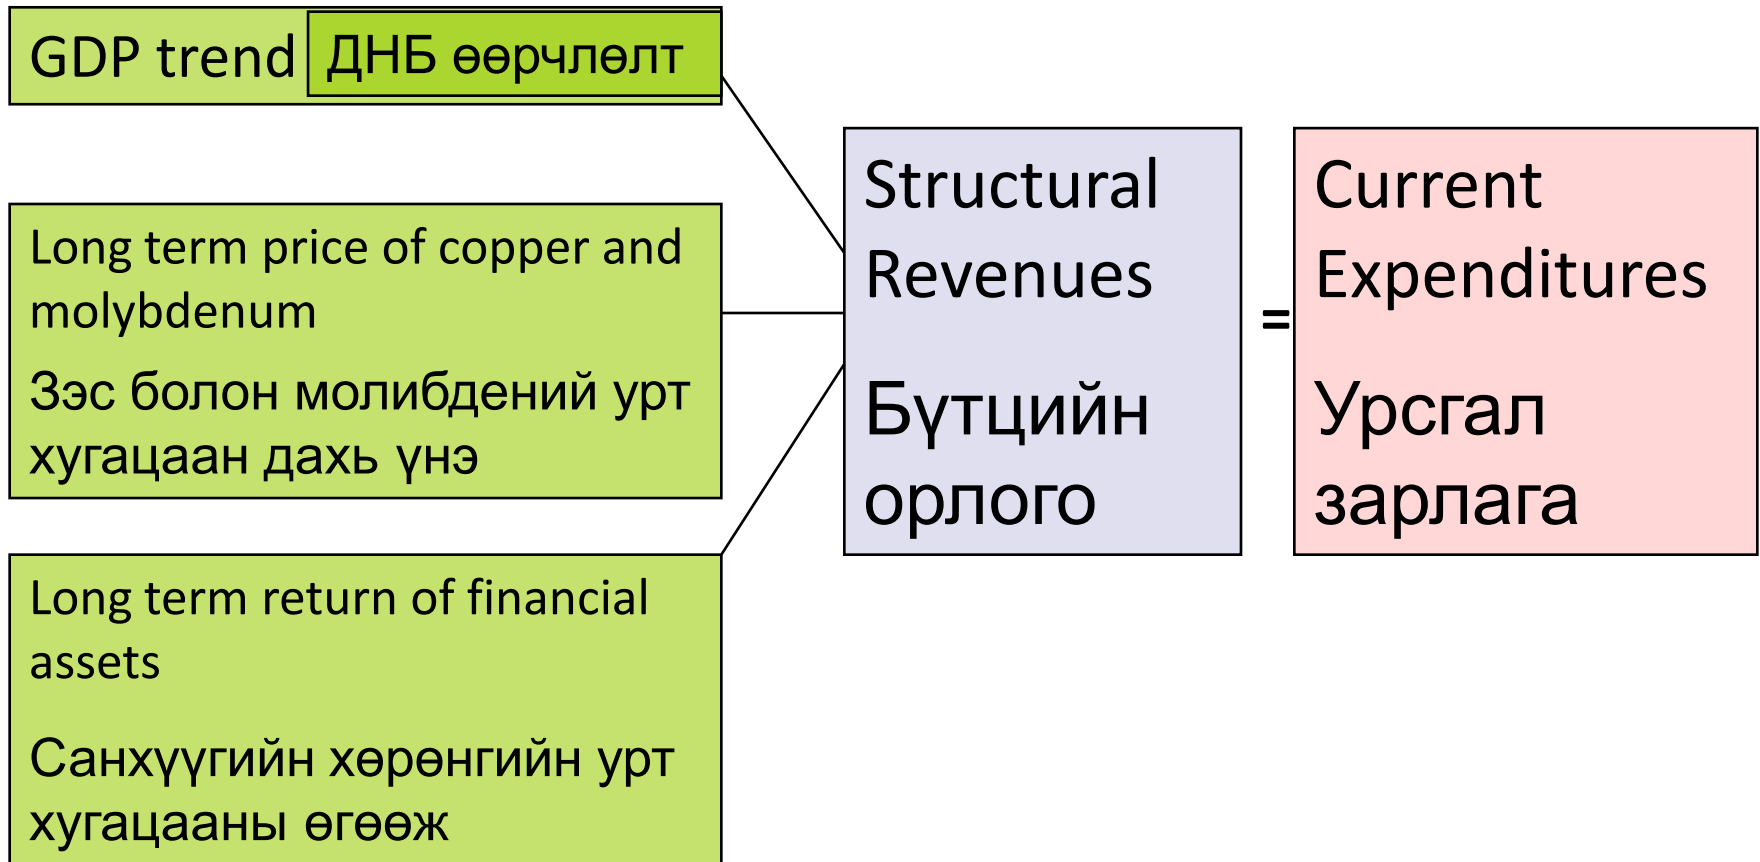 GDP trend ДНБ өөрчлөлт
Long term price of copper and
molybdenum
Зэс болон молибдений урт
хугацаан дахь үнэ
Long term return of financial
assets
Санхүүгийн хөрөнгийн урт
хугацааны өгөөж
Structural
Revenues
Бүтцийн
орлого
=
Current
Expenditures
Урсгал
зарлага